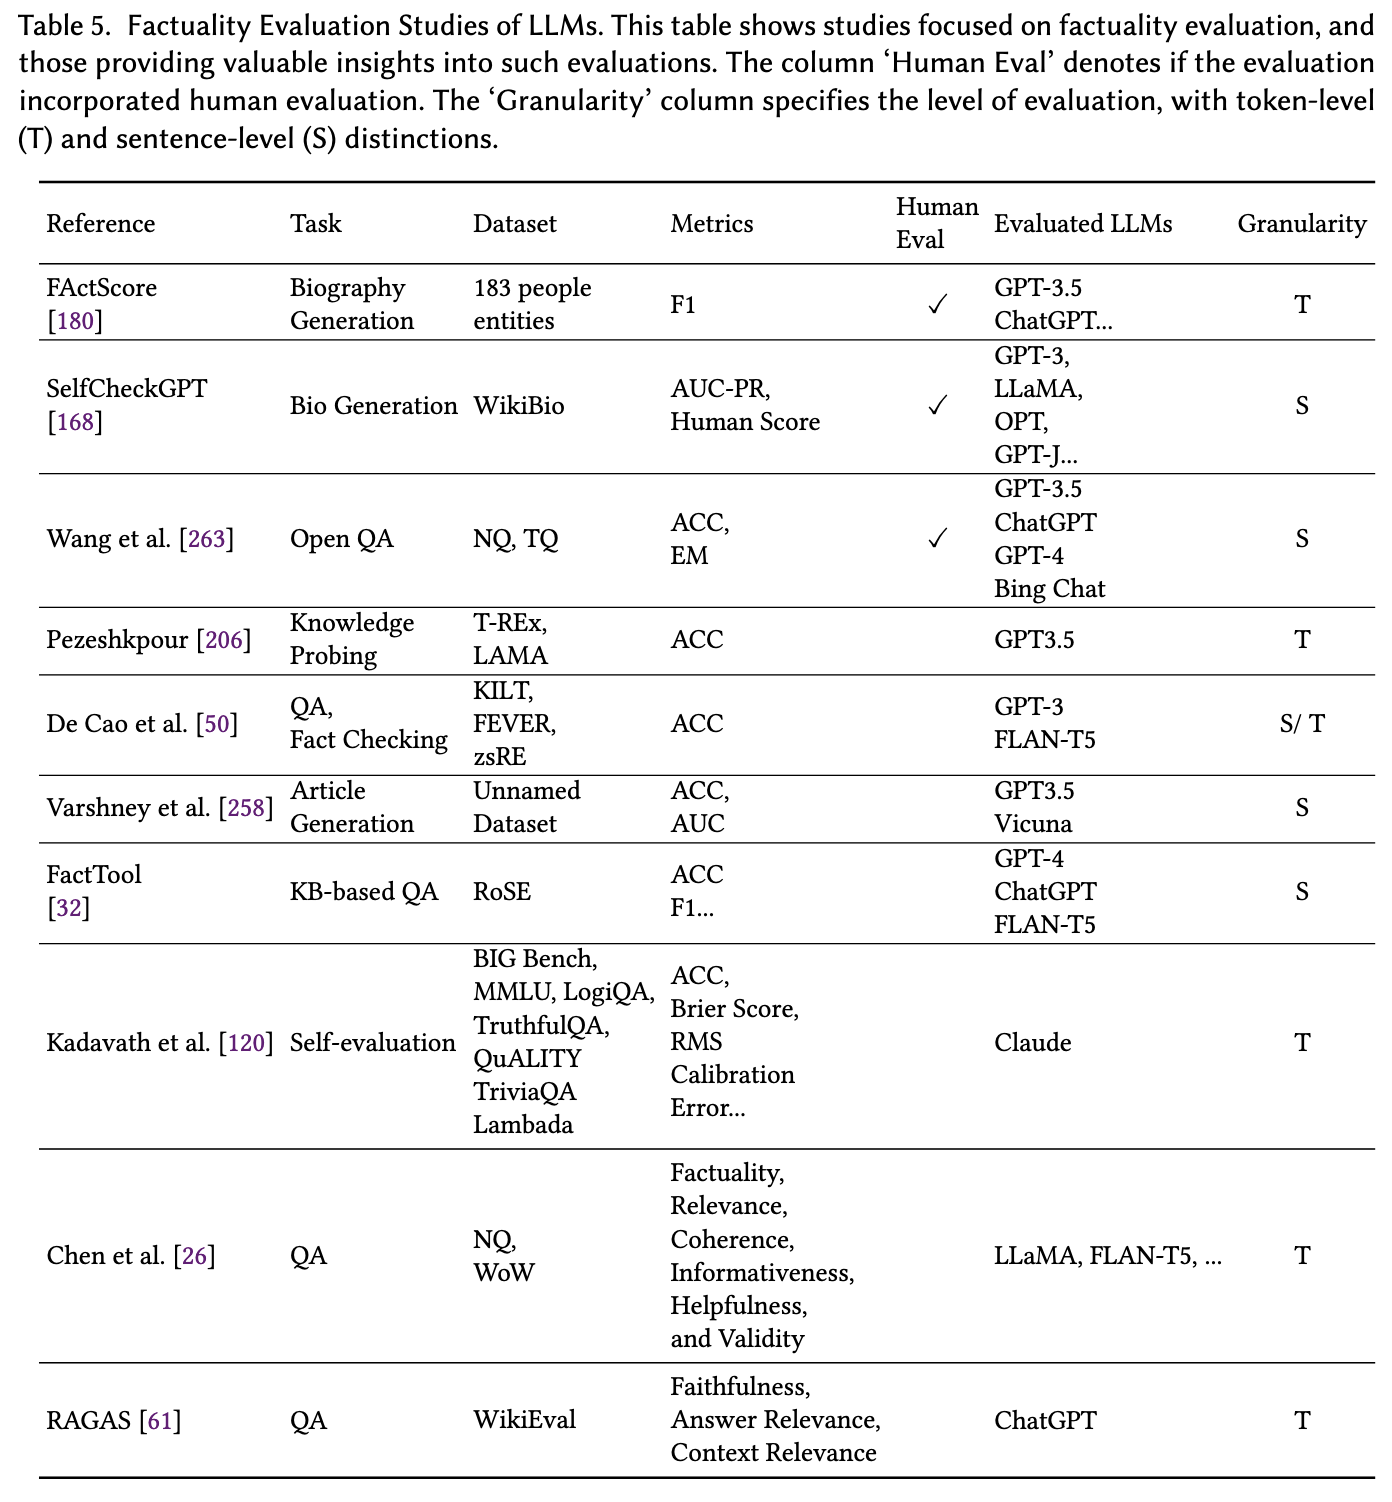 Table 5. Factuality Evaluation Studies of LLMs. This table shows studies focused on factuality evaluation, and
those providing valuable insights into such evaluations. The column ‘Human Eval’ denotes if the evaluation
incorporated human evaluation. The ‘Granularity’ column specifies the level of evaluation, with token-level
(T) and sentence-level (S) distinctions.
Reference Task Dataset Metrics Human Eval Evaluated LLMs Granularity
FActScore [180] Biography Generation 183 people entities F1 ✓ GPT-3.5 ChatGPT... T
SelfCheckGPT [168] Bio Generation WikiBio AUC-PR, Human Score ✓ GPT-3, LLaMA, OPT, GPT-J... S
Wang et al. [263] Open QA NQ, TQ ACC, EM ✓ GPT-3.5 ChatGPT GPT-4 Bing Chat S
Pezeshkpour [206] Knowledge Probing T-REx, LAMA ACC GPT3.5 T
De Cao et al. [50] QA, Fact Checking KILT, FEVER, zsRE ACC GPT-3 FLAN-T5 S/ T
Varshney et al. [258] Article Generation Unnamed Dataset ACC, AUC GPT3.5 Vicuna S
FactTool [32] KB-based QA RoSE ACC F1... GPT-4 ChatGPT FLAN-T5 S
Kadavath et al. [120] Self-evaluation BIG Bench, MMLU, LogiQA, TruthfulQA, QuALITY TriviaQA Lambada ACC, Brier Score, RMS Calibration Error... Claude T
Chen et al. [26] QA NQ, WoW Factuality, Relevance, Coherence, Informativeness, Helpfulness, and Validity LLaMA, FLAN-T5, ... T
RAGAS [61] QA WikiEval Faithfulness, Answer Relevance, Context Relevance ChatGPT T